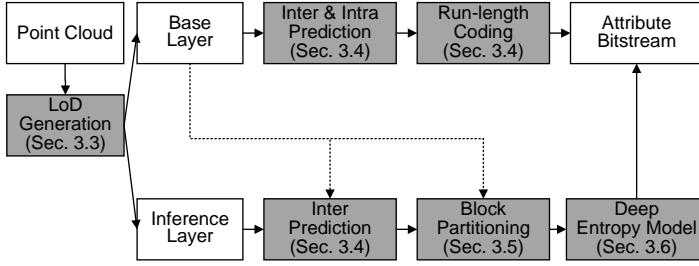 Point Cloud
LoD
Generation
(Sec. 3.3)
Base
Layer
Inter & Intra
Prediction
(Sec. 3.4)
Run-length
Coding
(Sec. 3.4)
Attribute
Bitstream
Inference
Layer
Inter
Prediction
(Sec. 3.4)
Block
Partitioning
(Sec. 3.5)
Deep
Entropy Model
(Sec. 3.6)